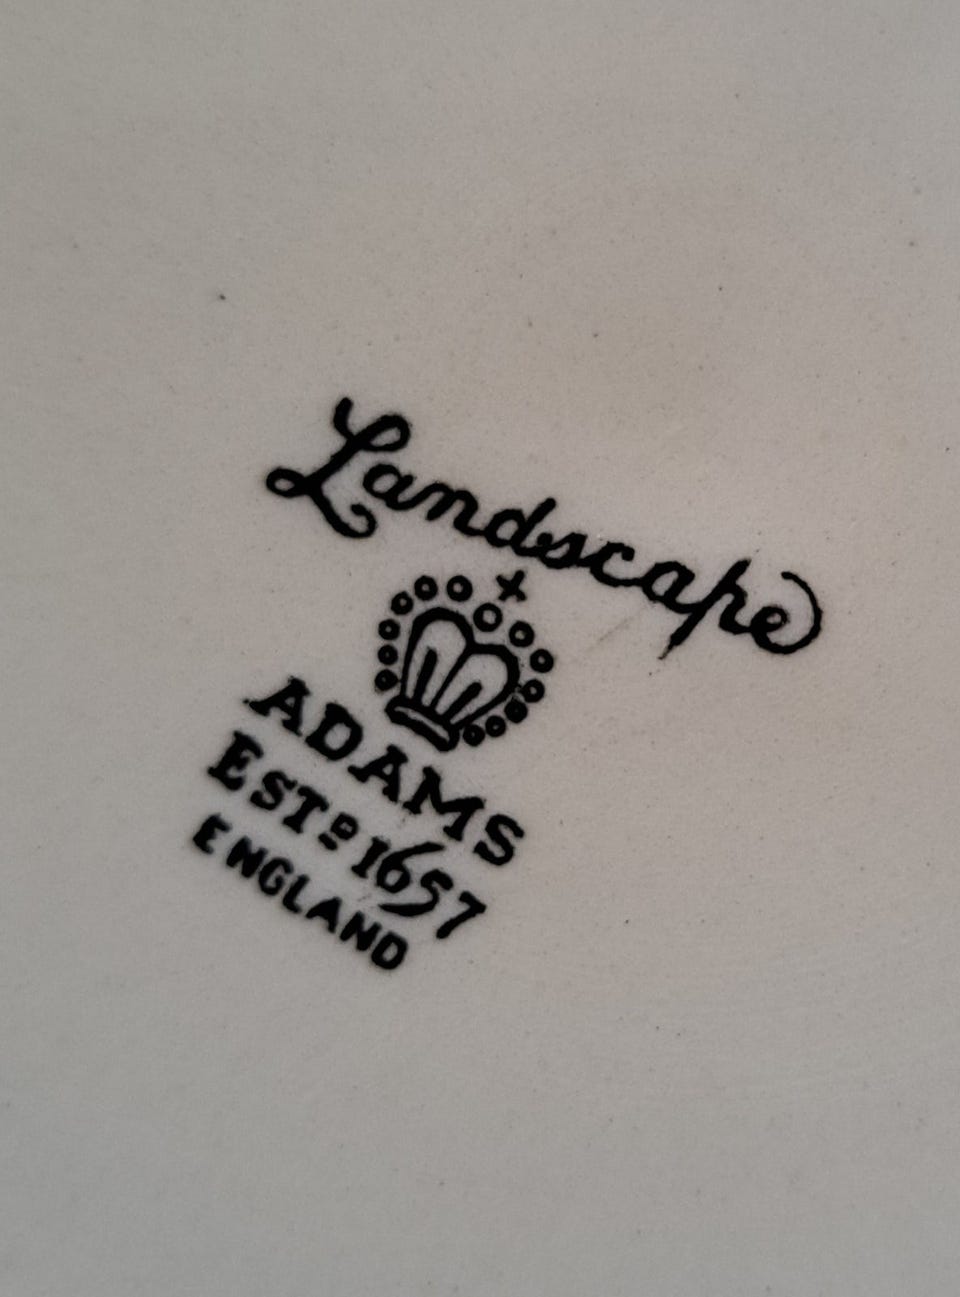 Landscape
ADAMS
ESTD 1657
ENGLAND